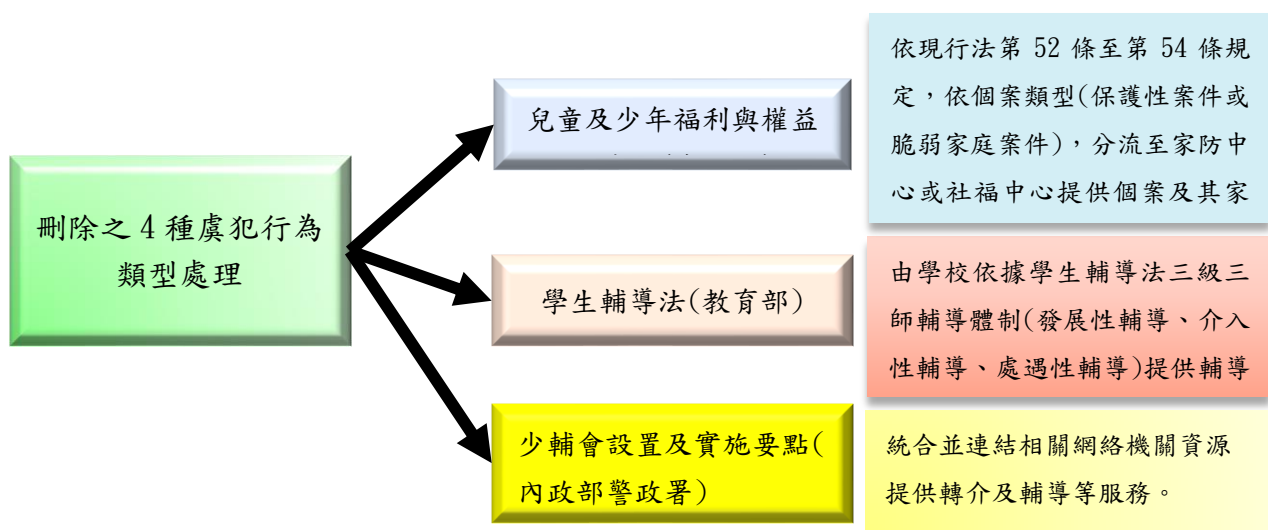 刪除之 4 種虞犯行為
類型處理
兒童及少年福利與權益
依現行法第 52 條至第 54 條規
定，依個案類型(保護性案件或
脆弱家庭案件)，分流至家防中
心或社福中心提供個案及其家
學生輔導法(教育部)
由學校依據學生輔導法三級三
師輔導體制(發展性輔導、介入
性輔導、處遇性輔導)提供輔導
少輔會設置及實施要點(
內政部警政署)
統合並連結相關網絡機關資源
提供轉介及輔導等服務。